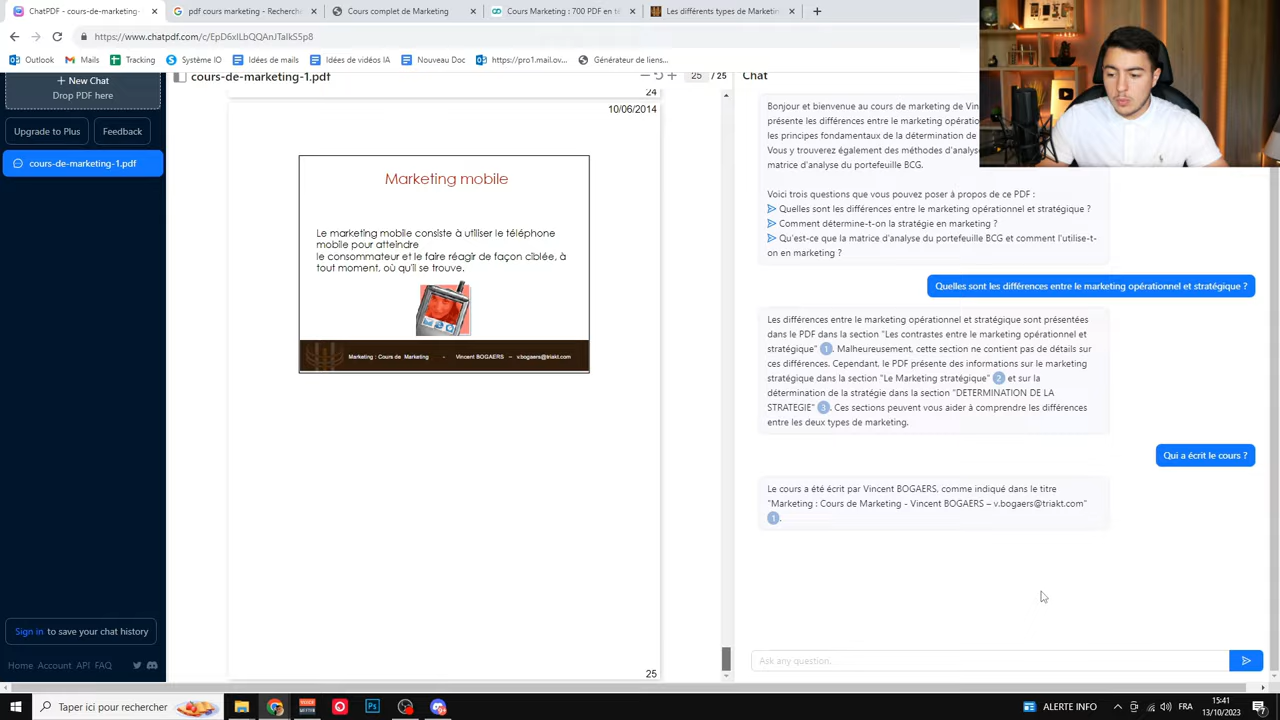 ChatPDF - cours-de-marketing-
pdf cours marketing - Recherche
Cours complet de Marketing
Cours Marketing : 700 PDF en té
Les différents types de Marketin
https://www.chatpdf.com/c/EpD6xILbQQAnJTalkS5p8
Outlook
Mails
Tracking
Système IO
Idées de mails
Idées de vidéos IA
Nouveau Doc
https://pro1.mail.ov...
Générateur de liens...
+ New Chat
Drop PDF here
Upgrade to Plus
Feedback
cours-de-marketing-1.pdf
Sign in to save your chat history
Home Account API FAQ
cours-de-marketing-1.pdf
25 / 25
24
10/06/2014
Marketing mobile
Le marketing mobile consiste à utiliser le téléphone
mobile pour atteindre
le consommateur et le faire réagir de façon ciblée, à
tout moment, où qu'il se trouve.
Marketing : Cours de Marketing - Vincent BOGAERS – v.bogaers@triakt.com
25
Chat
Bonjour et bienvenue au cours de marketing de Vin
présente les différences entre le marketing opératio
les principes fondamentaux de la détermination de
Vous y trouverez également des méthodes d'analyse
matrice d'analyse du portefeuille BCG.
Voici trois questions que vous pouvez poser à propos de ce PDF :
Quelles sont les différences entre le marketing opérationnel et stratégique ?
Comment détermine-t-on la stratégie en marketing ?
Qu'est-ce que la matrice d'analyse du portefeuille BCG et comment l'utilise-t-
on en marketing ?
Quelles sont les différences entre le marketing opérationnel et stratégique ?
Les différences entre le marketing opérationnel et stratégique sont présentées
dans le PDF dans la section "Les contrastes entre le marketing opérationnel et
stratégique" 1. Malheureusement, cette section ne contient pas de détails sur
ces différences. Cependant, le PDF présente des informations sur le marketing
stratégique dans la section "Le Marketing stratégique" 2 et sur la
détermination de la stratégie dans la section "DETERMINATION DE LA
STRATEGIE" 3. Ces sections peuvent vous aider à comprendre les différences
entre les deux types de marketing.
Qui a écrit le cours ?
Le cours a été écrit par Vincent BOGAERS, comme indiqué dans le titre
"Marketing : Cours de Marketing - Vincent BOGAERS – v.bogaers@triakt.com"
1.
Ask any question...
Taper ici pour rechercher
ALERTE INFO
FRA
15:41
13/10/2023